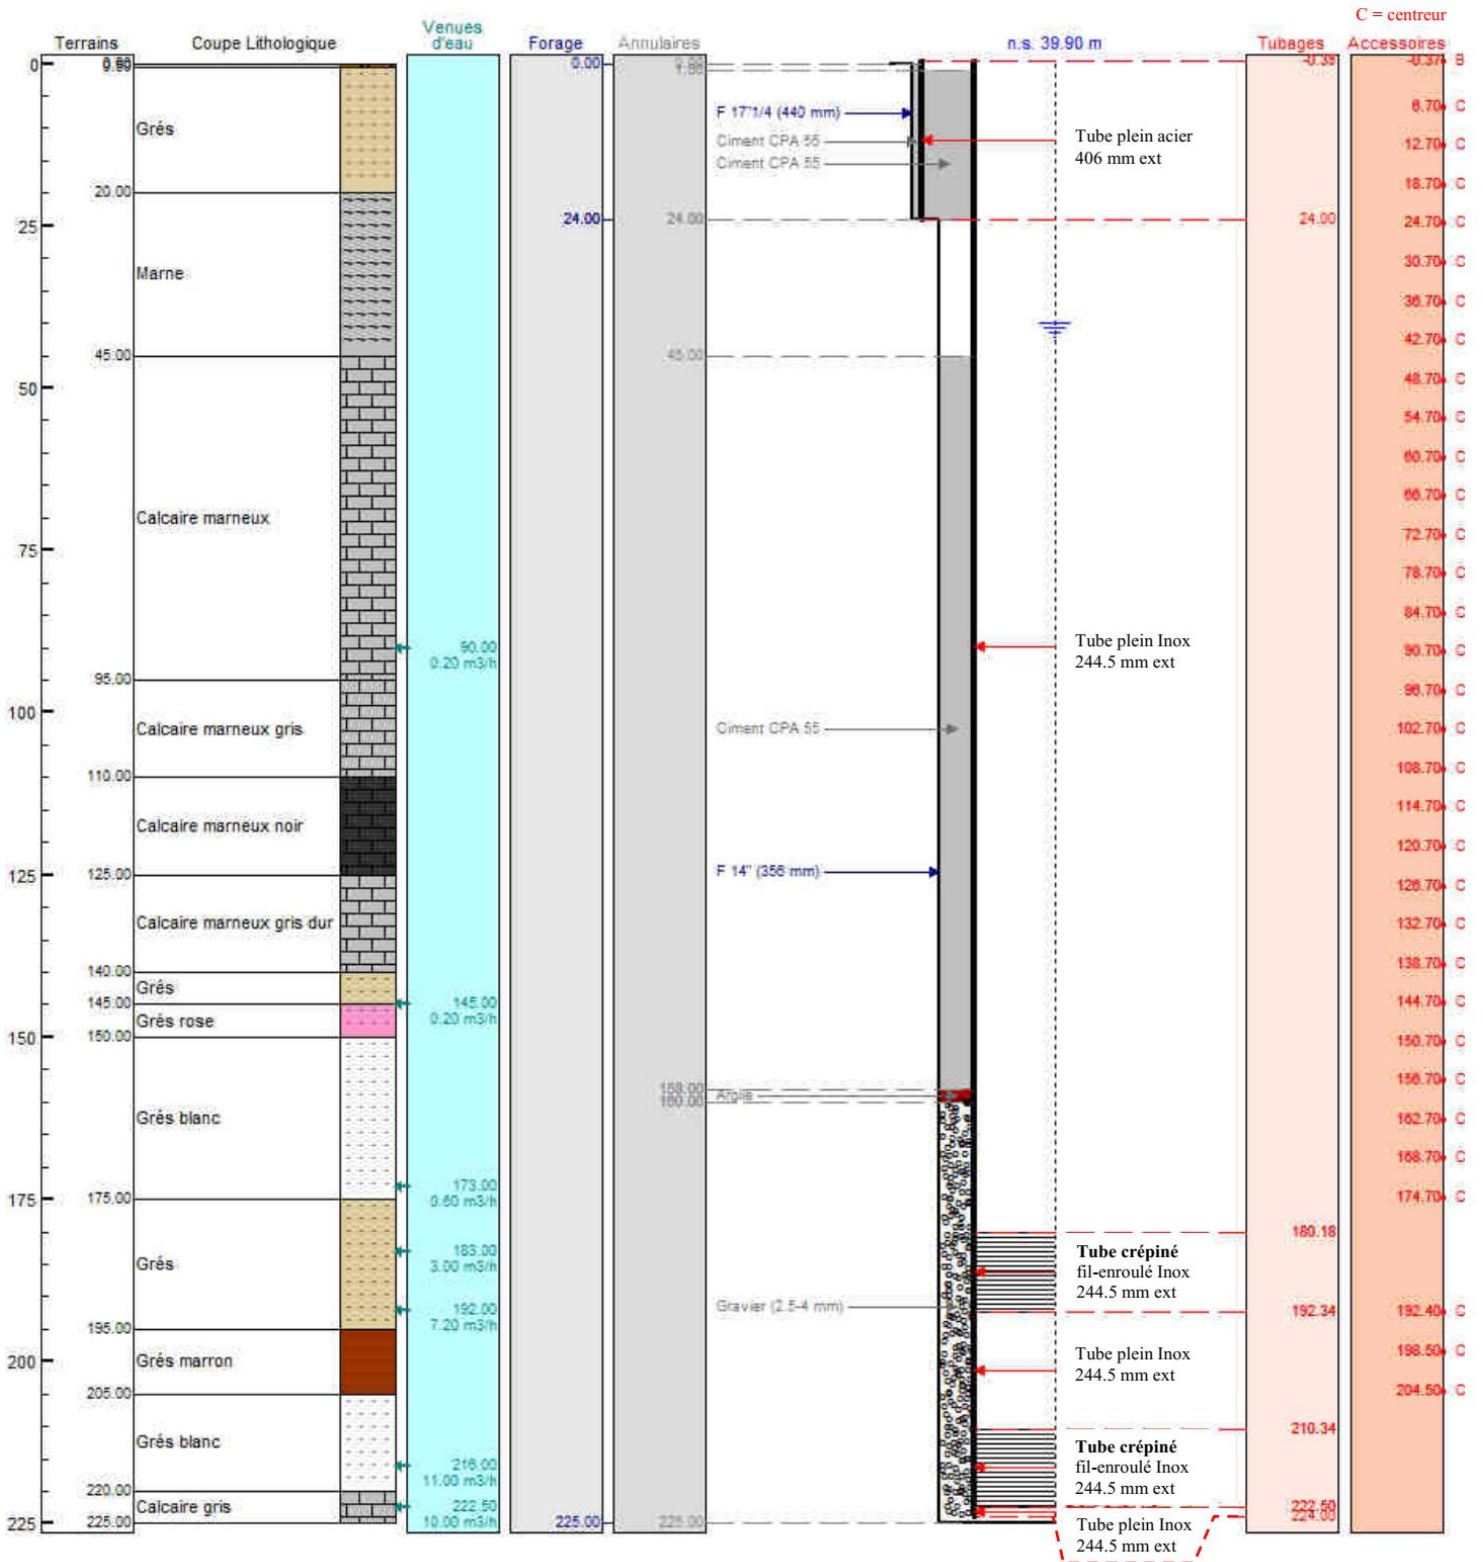 C = centreur
Terrains
Coupe Lithologique
Venues
d'eau
Forage
Annulaires
n.s. 39.90 m
Tubages
Accessoires
0
25
50
75
100
125
150
175
200
225
20.00
45.00
95.00
110.00
125.00
140.00
145.00
150.00
175.00
195.00
205.00
220.00
225.00
Grés
Marne
Calcaire marneux
Calcaire marneux gris
Calcaire marneux noir
Calcaire marneux gris dur
Grés
Grés rose
Grés blanc
Grés
Grés marron
Grés blanc
Calcaire gris
90.00
0.20 m3/h
145.00
0.20 m3/h
173.00
0.60 m3/h
183.00
3.00 m3/h
192.00
7.20 m3/h
216.00
11.00 m3/h
222.50
10.00 m3/h
0.00
24.00
225.00
24.00
45.00
158.00
160.00
225.00
F 17"1/4 (440 mm)
Ciment CPA 55
Ciment CPA 55
Ciment CPA 55
F 14" (356 mm)
Argile
Gravier (2.5-4 mm)
Tube plein acier
406 mm ext
Tube plein Inox
244.5 mm ext
Tube crépiné
fil-enroulé Inox
244.5 mm ext
Tube plein Inox
244.5 mm ext
Tube crépiné
fil-enroulé Inox
244.5 mm ext
Tube plein Inox
244.5 mm ext
24.00
180.18
192.34
210.34
222.50
224.00
-0.37 B
6.70 C
12.70 C
18.70 C
24.70 C
30.70 C
36.70 C
42.70 C
48.70 C
54.70 C
60.70 C
66.70 C
72.70 C
78.70 C
84.70 C
90.70 C
96.70 C
102.70 C
108.70 C
114.70 C
120.70 C
126.70 C
132.70 C
138.70 C
144.70 C
150.70 C
156.70 C
162.70 C
168.70 C
174.70 C
192.40 C
198.50 C
204.50 C